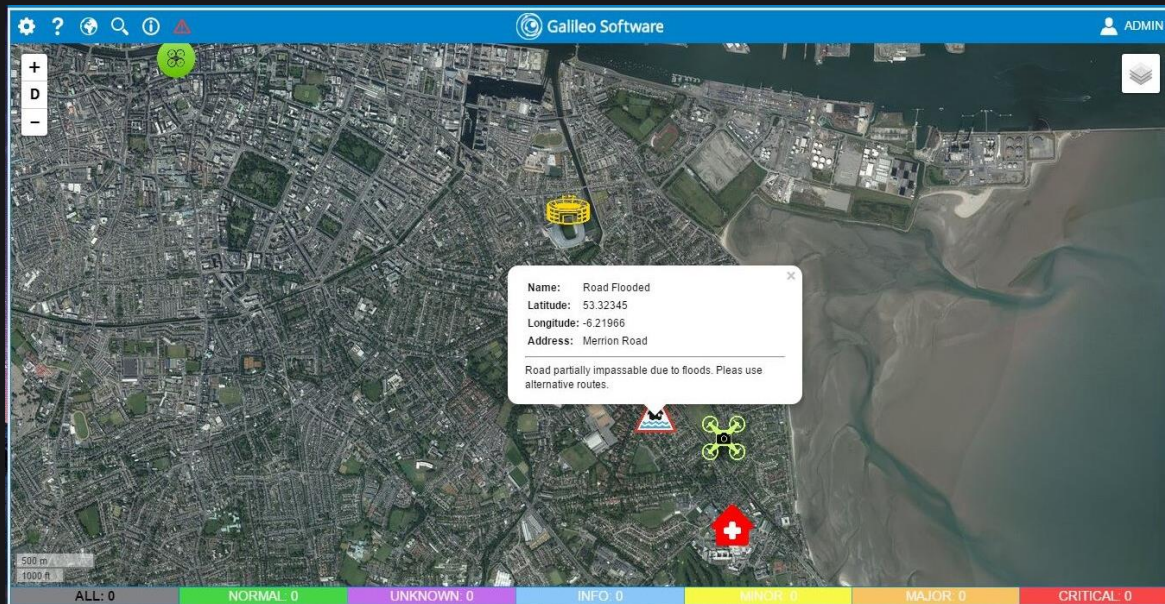 Galileo Software
ADMIN
+
D
−
Name: Road Flooded
Latitude: 53.32345
Longitude: -6.21966
Address: Merrion Road
Road partially impassable due to floods. Pleas use
alternative routes.
500 m
1000 ft
ALL: 0 NORMAL: 0 UNKNOWN: 0 INFO: 0 MINOR: 0 MAJOR: 0 CRITICAL: 0